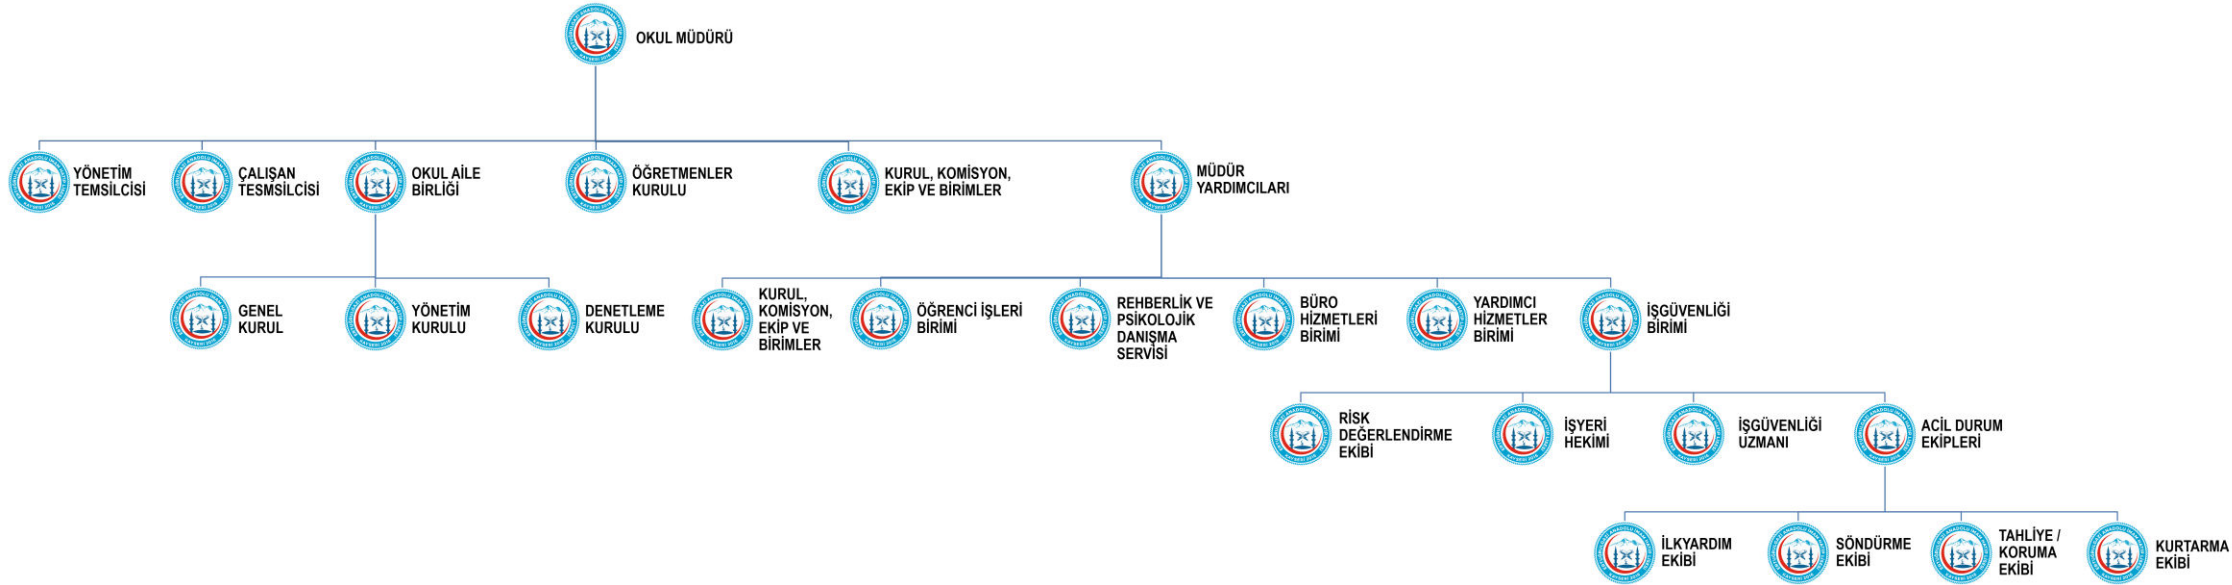 OKUL MÜDÜRÜ
YÖNETİM
TEMSİLCİSİ
ÇALIŞAN
TESMSİLCİSİ
OKUL AİLE
BİRLİĞİ
ÖĞRETMENLER
KURULU
KURUL, KOMİSYON,
EKİP VE BİRİMLER
MÜDÜR
YARDIMCILARI
GENEL
KURUL
YÖNETİM
KURULU
DENETLEME
KURULU
KURUL,
KOMİSYON,
EKİP VE
BİRİMLER
ÖĞRENCİ İŞLERİ
BİRİMİ
REHBERLİK VE
PSİKOLOJİK
DANIŞMA
SERVİSİ
BÜRO
HİZMETLERİ
BİRİMİ
YARDIMCI
HİZMETLER
BİRİMİ
İŞGÜVENLİĞİ
BİRİMİ
RİSK
DEĞERLENDİRME
EKİBİ
İŞYERİ
HEKİMİ
İŞGÜVENLİĞİ
UZMANI
ACİL DURUM
EKİPLERİ
İLKYARDIM
EKİBİ
SÖNDÜRME
EKİBİ
TAHLİYE /
KORUMA
EKİBİ
KURTARMA
EKİBİ